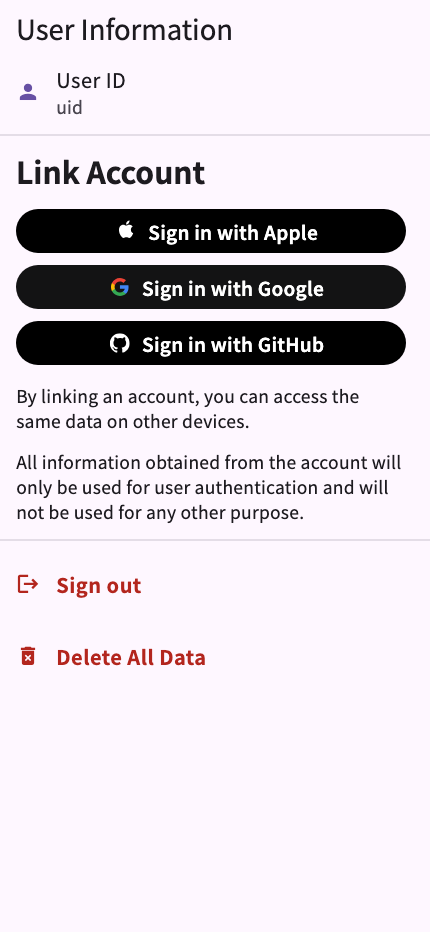 User Information
User ID
uid
Link Account
Sign in with Apple
Sign in with Google
Sign in with GitHub
By linking an account, you can access the
same data on other devices.
All information obtained from the account will
only be used for user authentication and will
not be used for any other purpose.
Sign out
Delete All Data